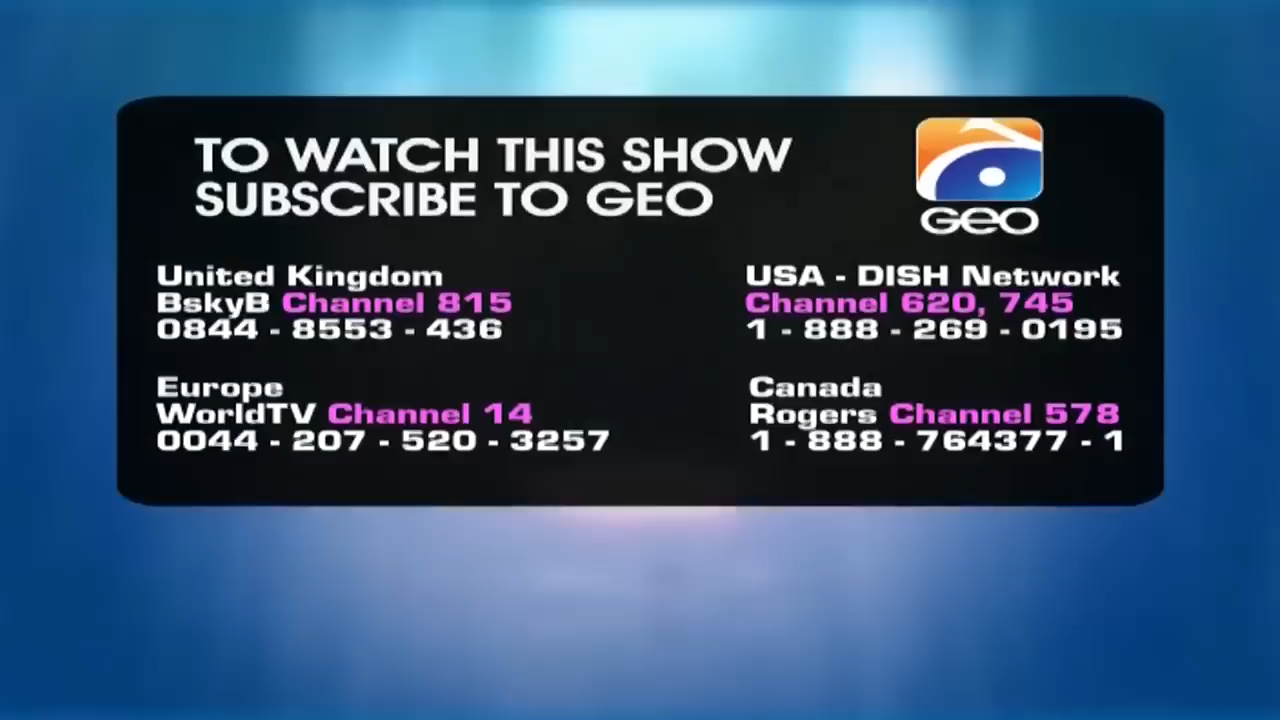 TO WATCH THIS SHOW
SUBSCRIBE TO GEO
GEO
United Kingdom
BskyB Channel 815
0844 - 8553 - 436
USA - DISH Network
Channel 620, 745
1 - 888 - 269 - 0195
Europe
WorldTV Channel 14
0044 - 207 - 520 - 3257
Canada
Rogers Channel 578
1 - 888 - 764377 - 1